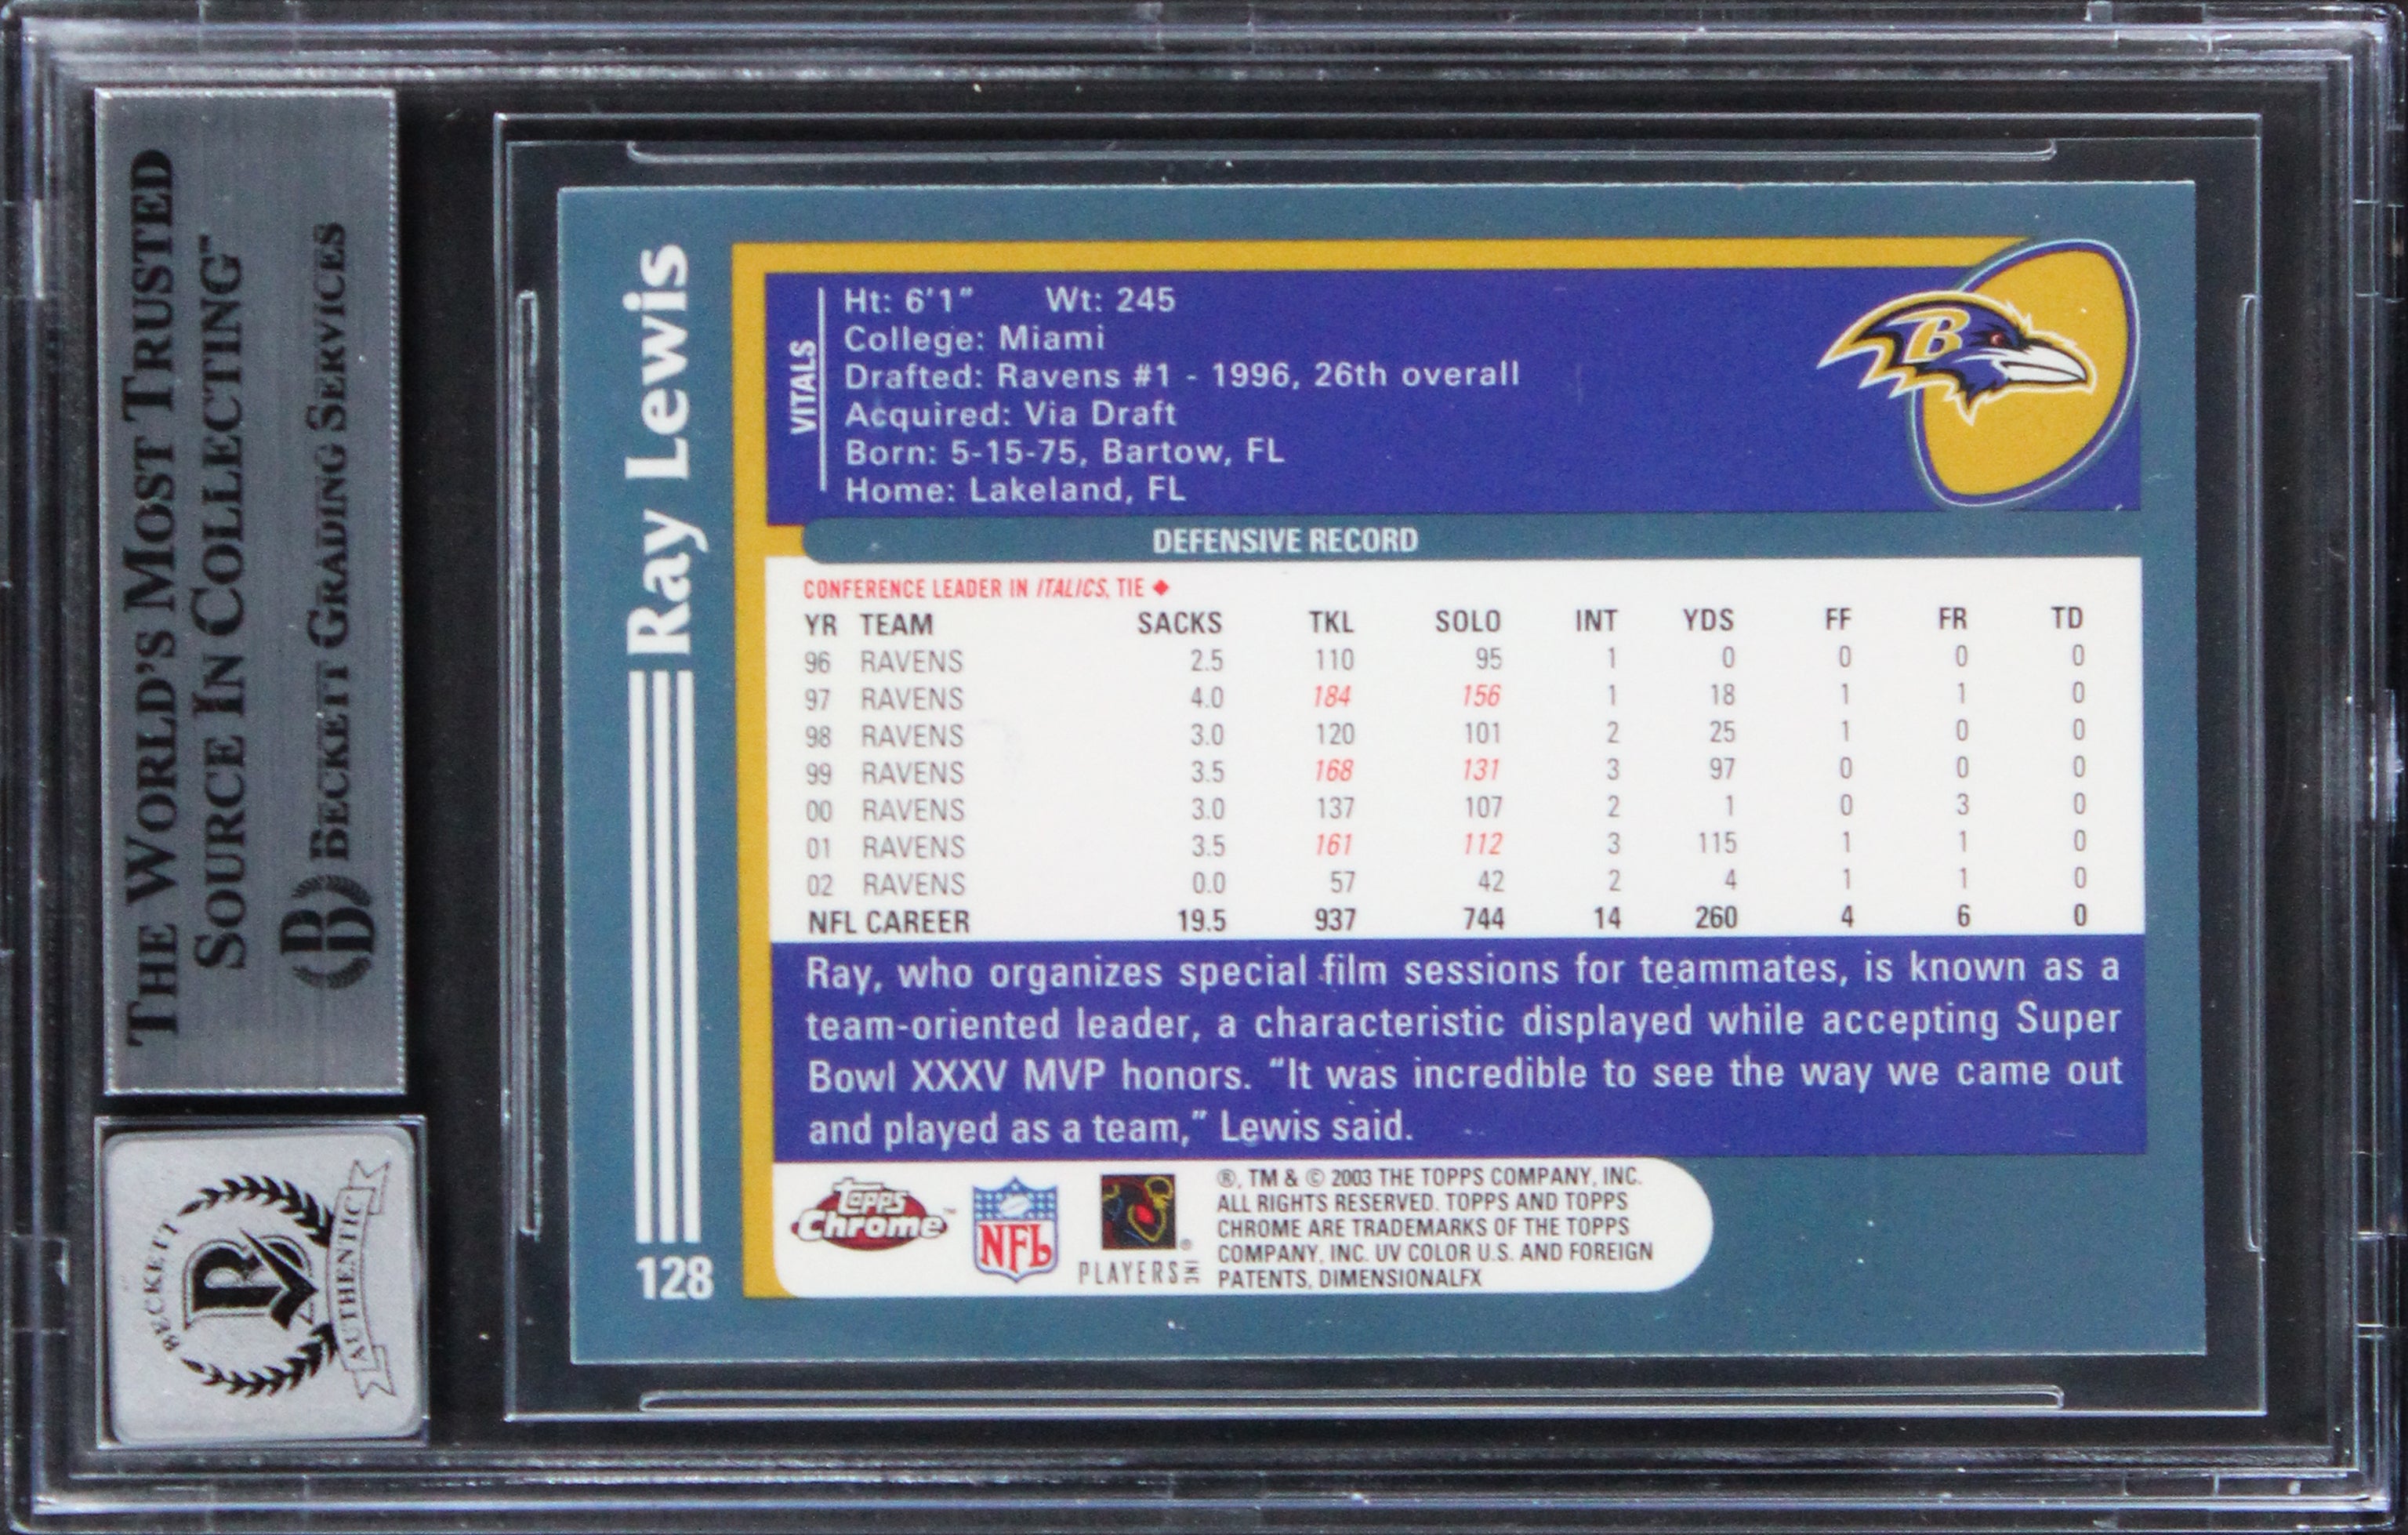 THE WORLD'S MOST TRUSTED
SOURCE IN COLLECTING™
BECKETT GRADING SERVICES
BECKETT
AUTHENTIC
Ray Lewis
128
VITALS
Ht: 6'1" Wt: 245
College: Miami
Drafted: Ravens #1 - 1996, 26th overall
Acquired: Via Draft
Born: 5-15-75, Bartow, FL
Home: Lakeland, FL
B
DEFENSIVE RECORD
CONFERENCE LEADER IN ITALICS, TIE ◆
YR TEAM SACKS TKL SOLO INT YDS FF FR TD
96 RAVENS 2.5 110 95 1 0 0 0 0
97 RAVENS 4.0 184 156 1 18 1 1 0
98 RAVENS 3.0 120 101 2 25 1 0 0
99 RAVENS 3.5 168 131 3 97 0 0 0
00 RAVENS 3.0 137 107 2 1 0 3 0
01 RAVENS 3.5 161 112 3 115 1 1 0
02 RAVENS 0.0 57 42 2 4 1 1 0
NFL CAREER 19.5 937 744 14 260 4 6 0
Ray, who organizes special film sessions for teammates, is known as a
team-oriented leader, a characteristic displayed while accepting Super
Bowl XXXV MVP honors. “It was incredible to see the way we came out
and played as a team,” Lewis said.
Topps
Chrome™
NFL
PLAYERS INC ®
®, TM & © 2003 THE TOPPS COMPANY, INC.
ALL RIGHTS RESERVED. TOPPS AND TOPPS
CHROME ARE TRADEMARKS OF THE TOPPS
COMPANY, INC. UV COLOR U.S. AND FOREIGN
PATENTS, DIMENSIONALFX